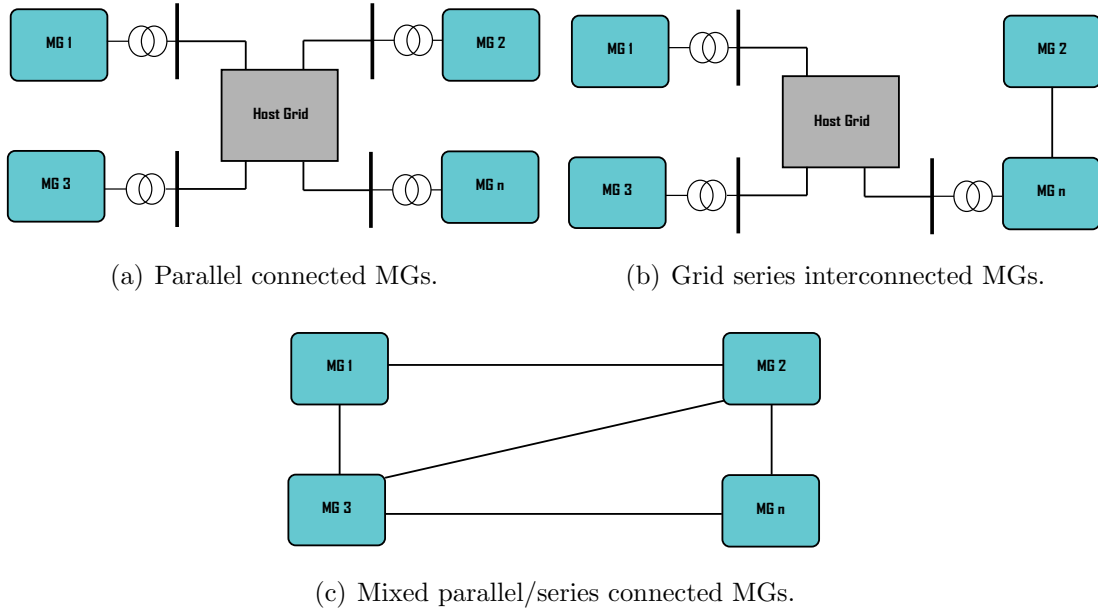 MG 1
MG 2
Host Grid
MG 3
MG n
(a) Parallel connected MGs.
MG 1
MG 2
Host Grid
MG 3
MG n
(b) Grid series interconnected MGs.
MG 1
MG 2
MG 3
MG n
(c) Mixed parallel/series connected MGs.